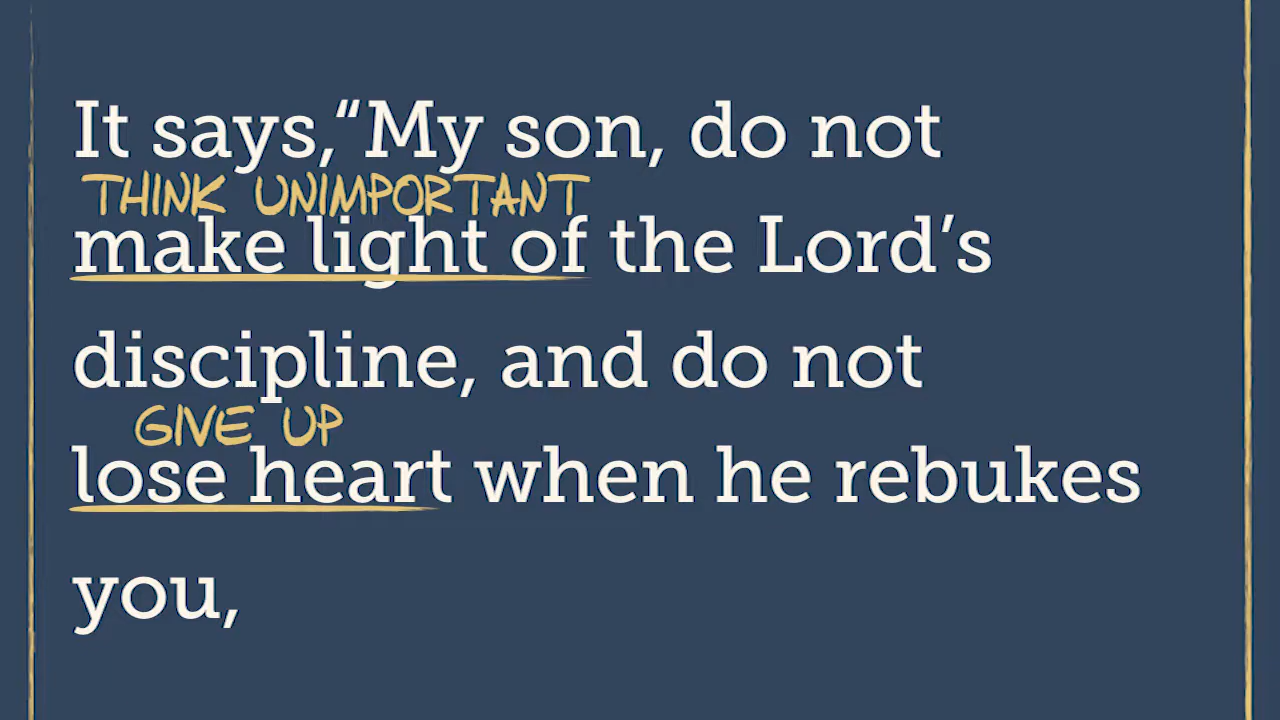 It says,“My son, do not
THINK UNIMPORTANT
make light of the Lord’s
discipline, and do not
GIVE UP
lose heart when he rebukes
you,